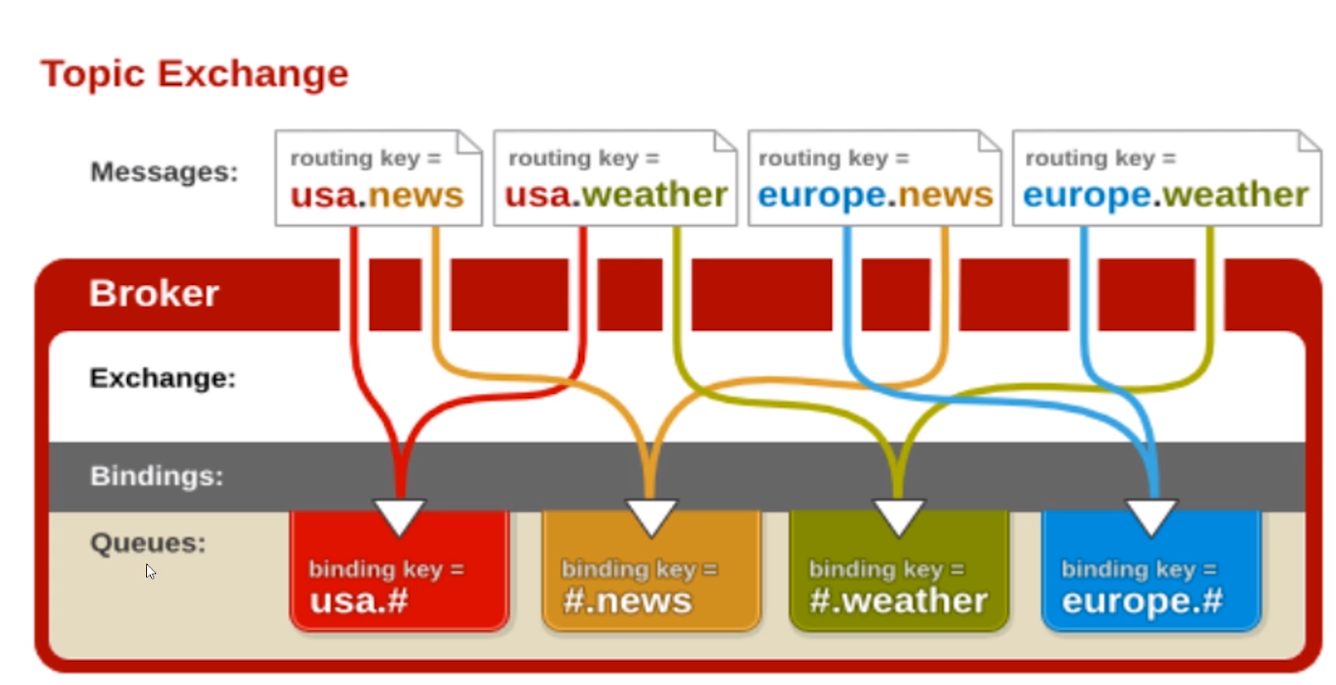 Topic Exchange
Messages:
routing key =
usa.news
routing key =
usa.weather
routing key =
europe.news
routing key =
europe.weather
Broker
Exchange:
Bindings:
Queues:
binding key =
usa.#
binding key =
#.news
binding key =
#.weather
binding key =
europe.#